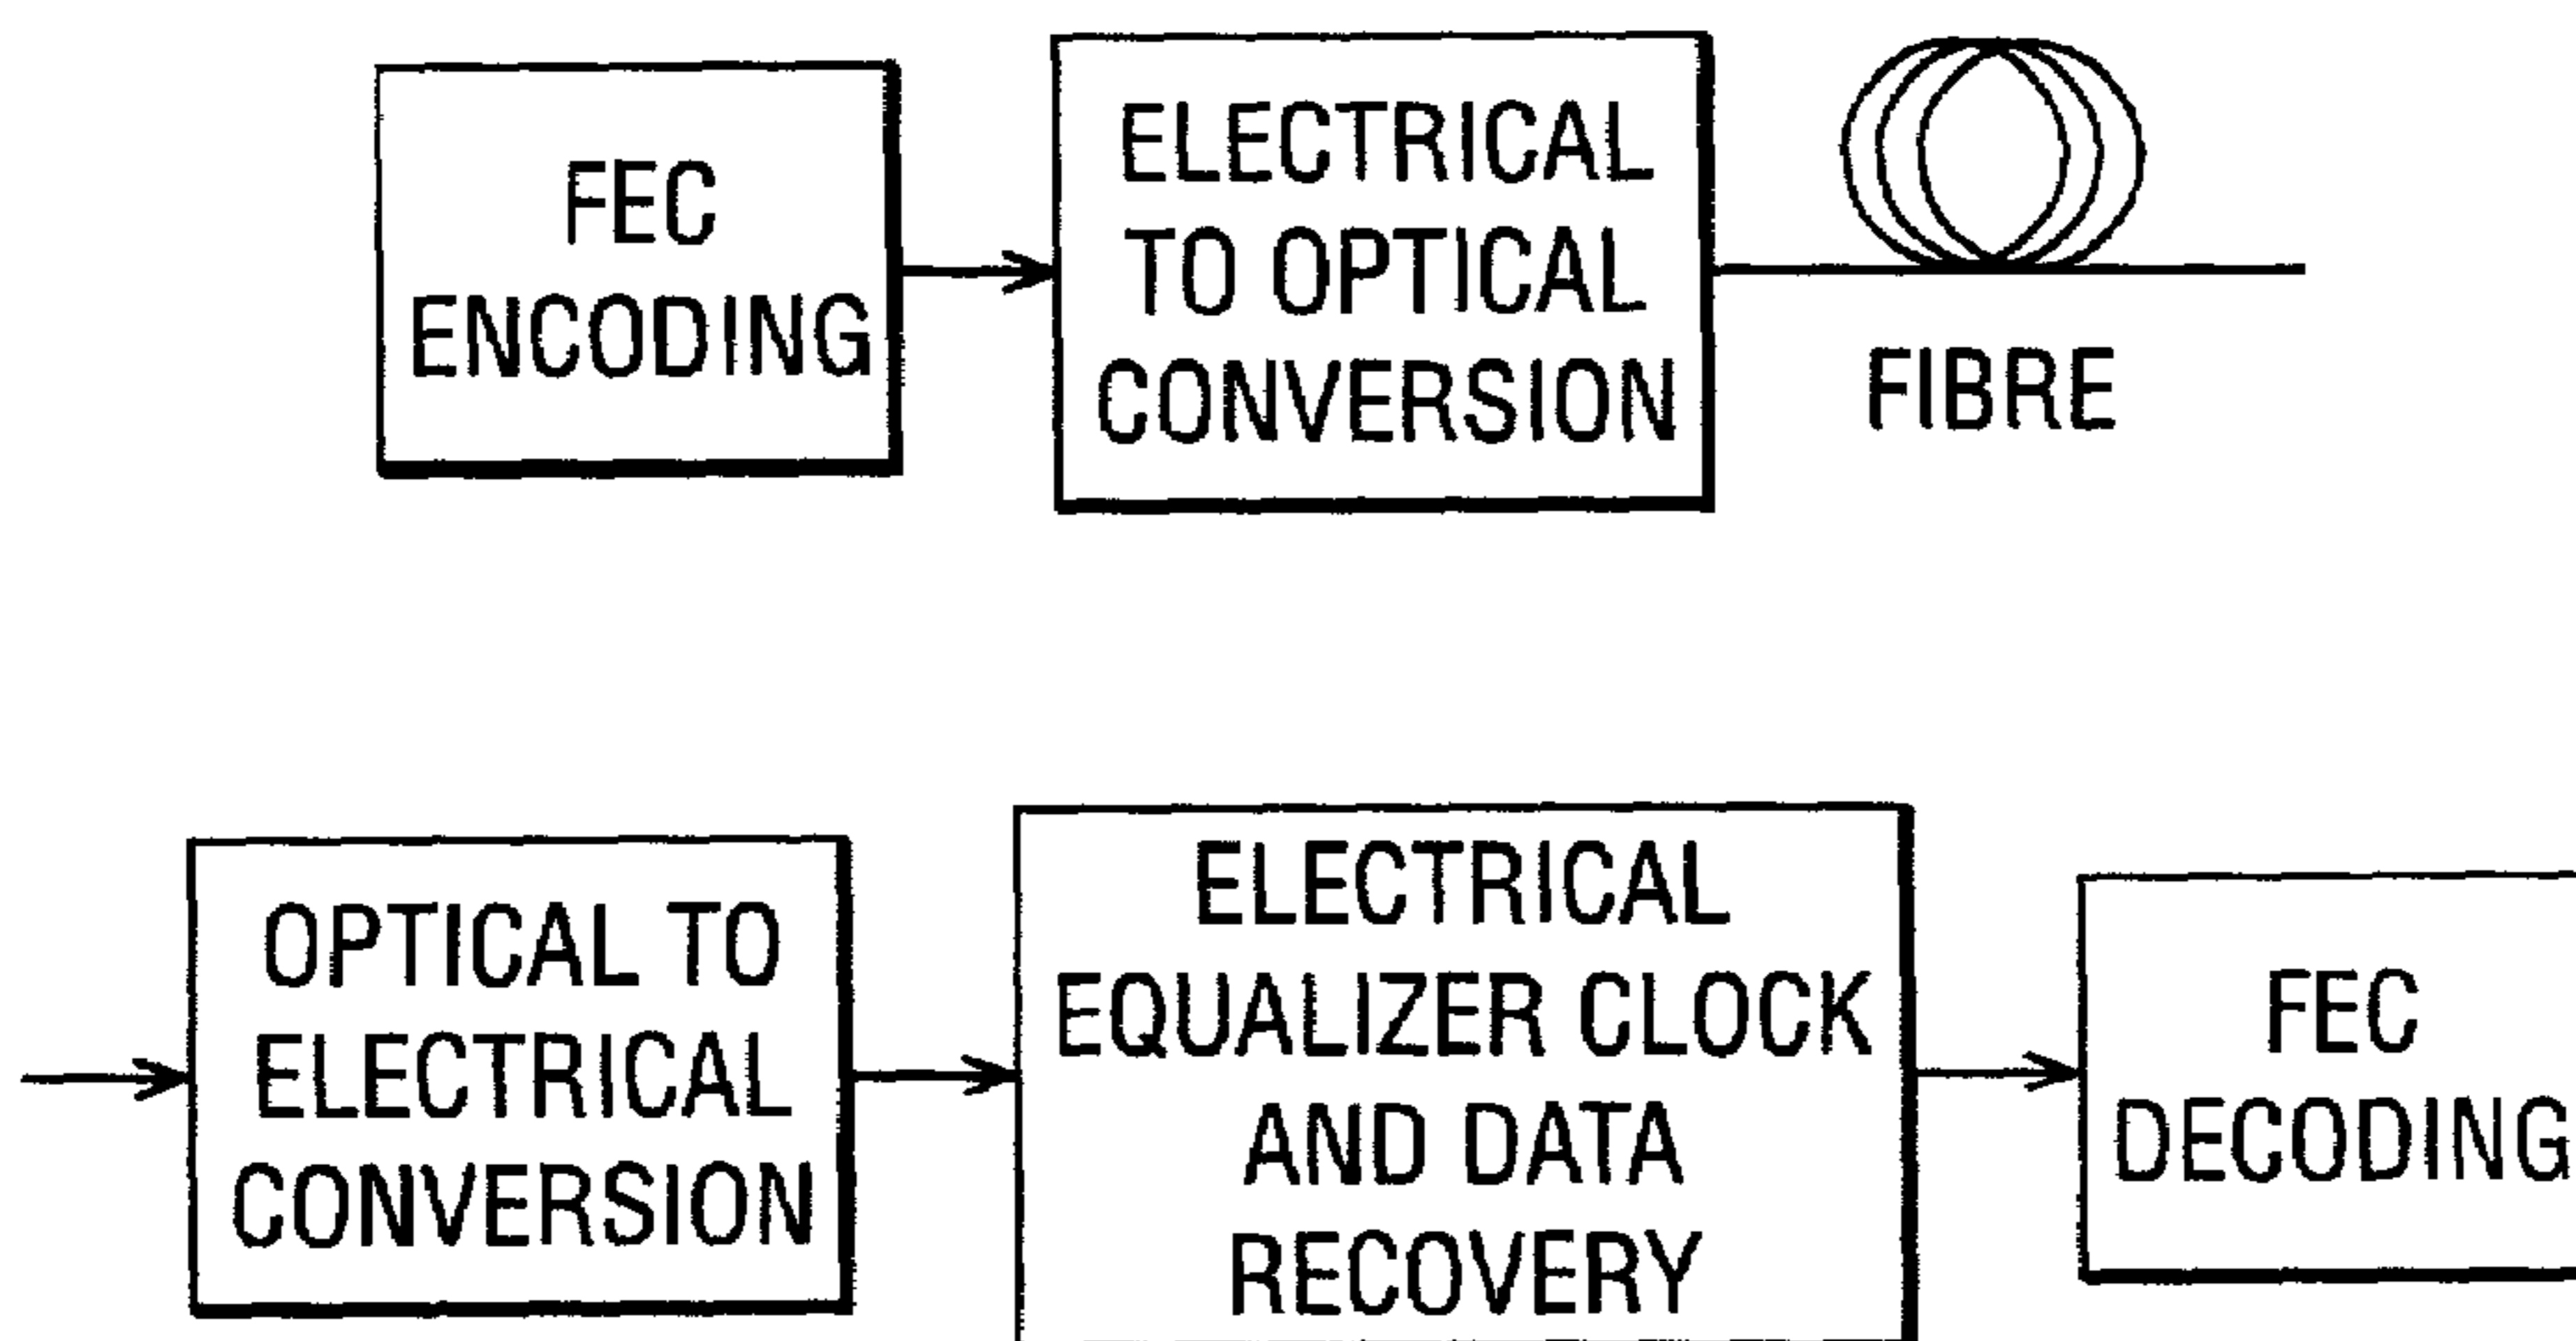 FEC
ENCODING
ELECTRICAL
TO OPTICAL
CONVERSION
FIBRE
OPTICAL TO
ELECTRICAL
CONVERSION
ELECTRICAL
EQUALIZER CLOCK
AND DATA
RECOVERY
FEC
DECODING